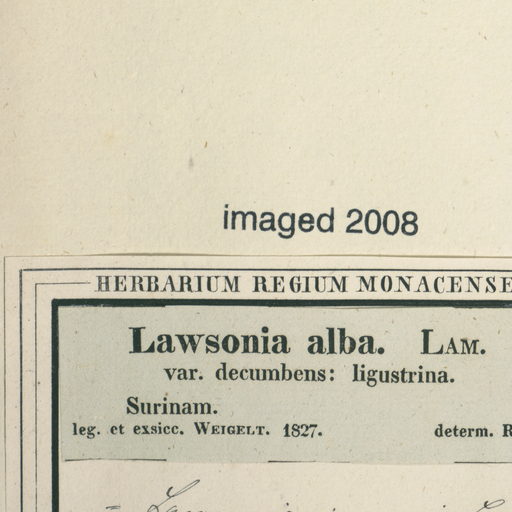 imaged 2008
HERBARIUM REGIUM MONACENSE
Lawsonia alba. LAM.
var. decumbens: ligustrina.
Surinam.
leg. et exsicc. WEIGELT. 1827. determ. R